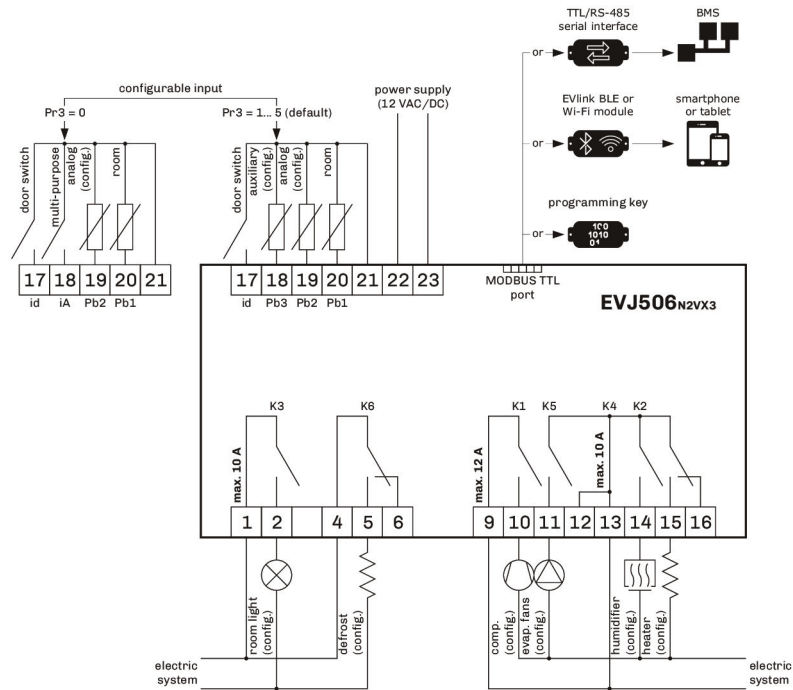 TTL/RS-485
serial interface
BMS
or
configurable input
power supply
(12 VAC/DC)
EVlink BLE or
Wi-Fi module
smartphone
or tablet
or
Pr3 = 0
Pr3 = 1... 5 (default)
door switch
multi-purpose
analog
(config.)
room
door switch
auxiliary
(config.)
analog
(config.)
room
programming key
or
100
1010
01
17 18 19 20 21
id iA Pb2 Pb1
17 18 19 20 21 22 23
id Pb3 Pb2 Pb1
MODBUS TTL
port
EVJ506N2VX3
K3 K6 K1 K5 K4 K2
max. 10 A
max. 12 A
max. 10 A
1 2 4 5 6
9 10 11 12 13 14 15 16
room light
(config.)
defrost
(config.)
comp.
(config.)
evap. fans
(config.)
humidifier
(config.)
heater
(config.)
electric
system
electric
system